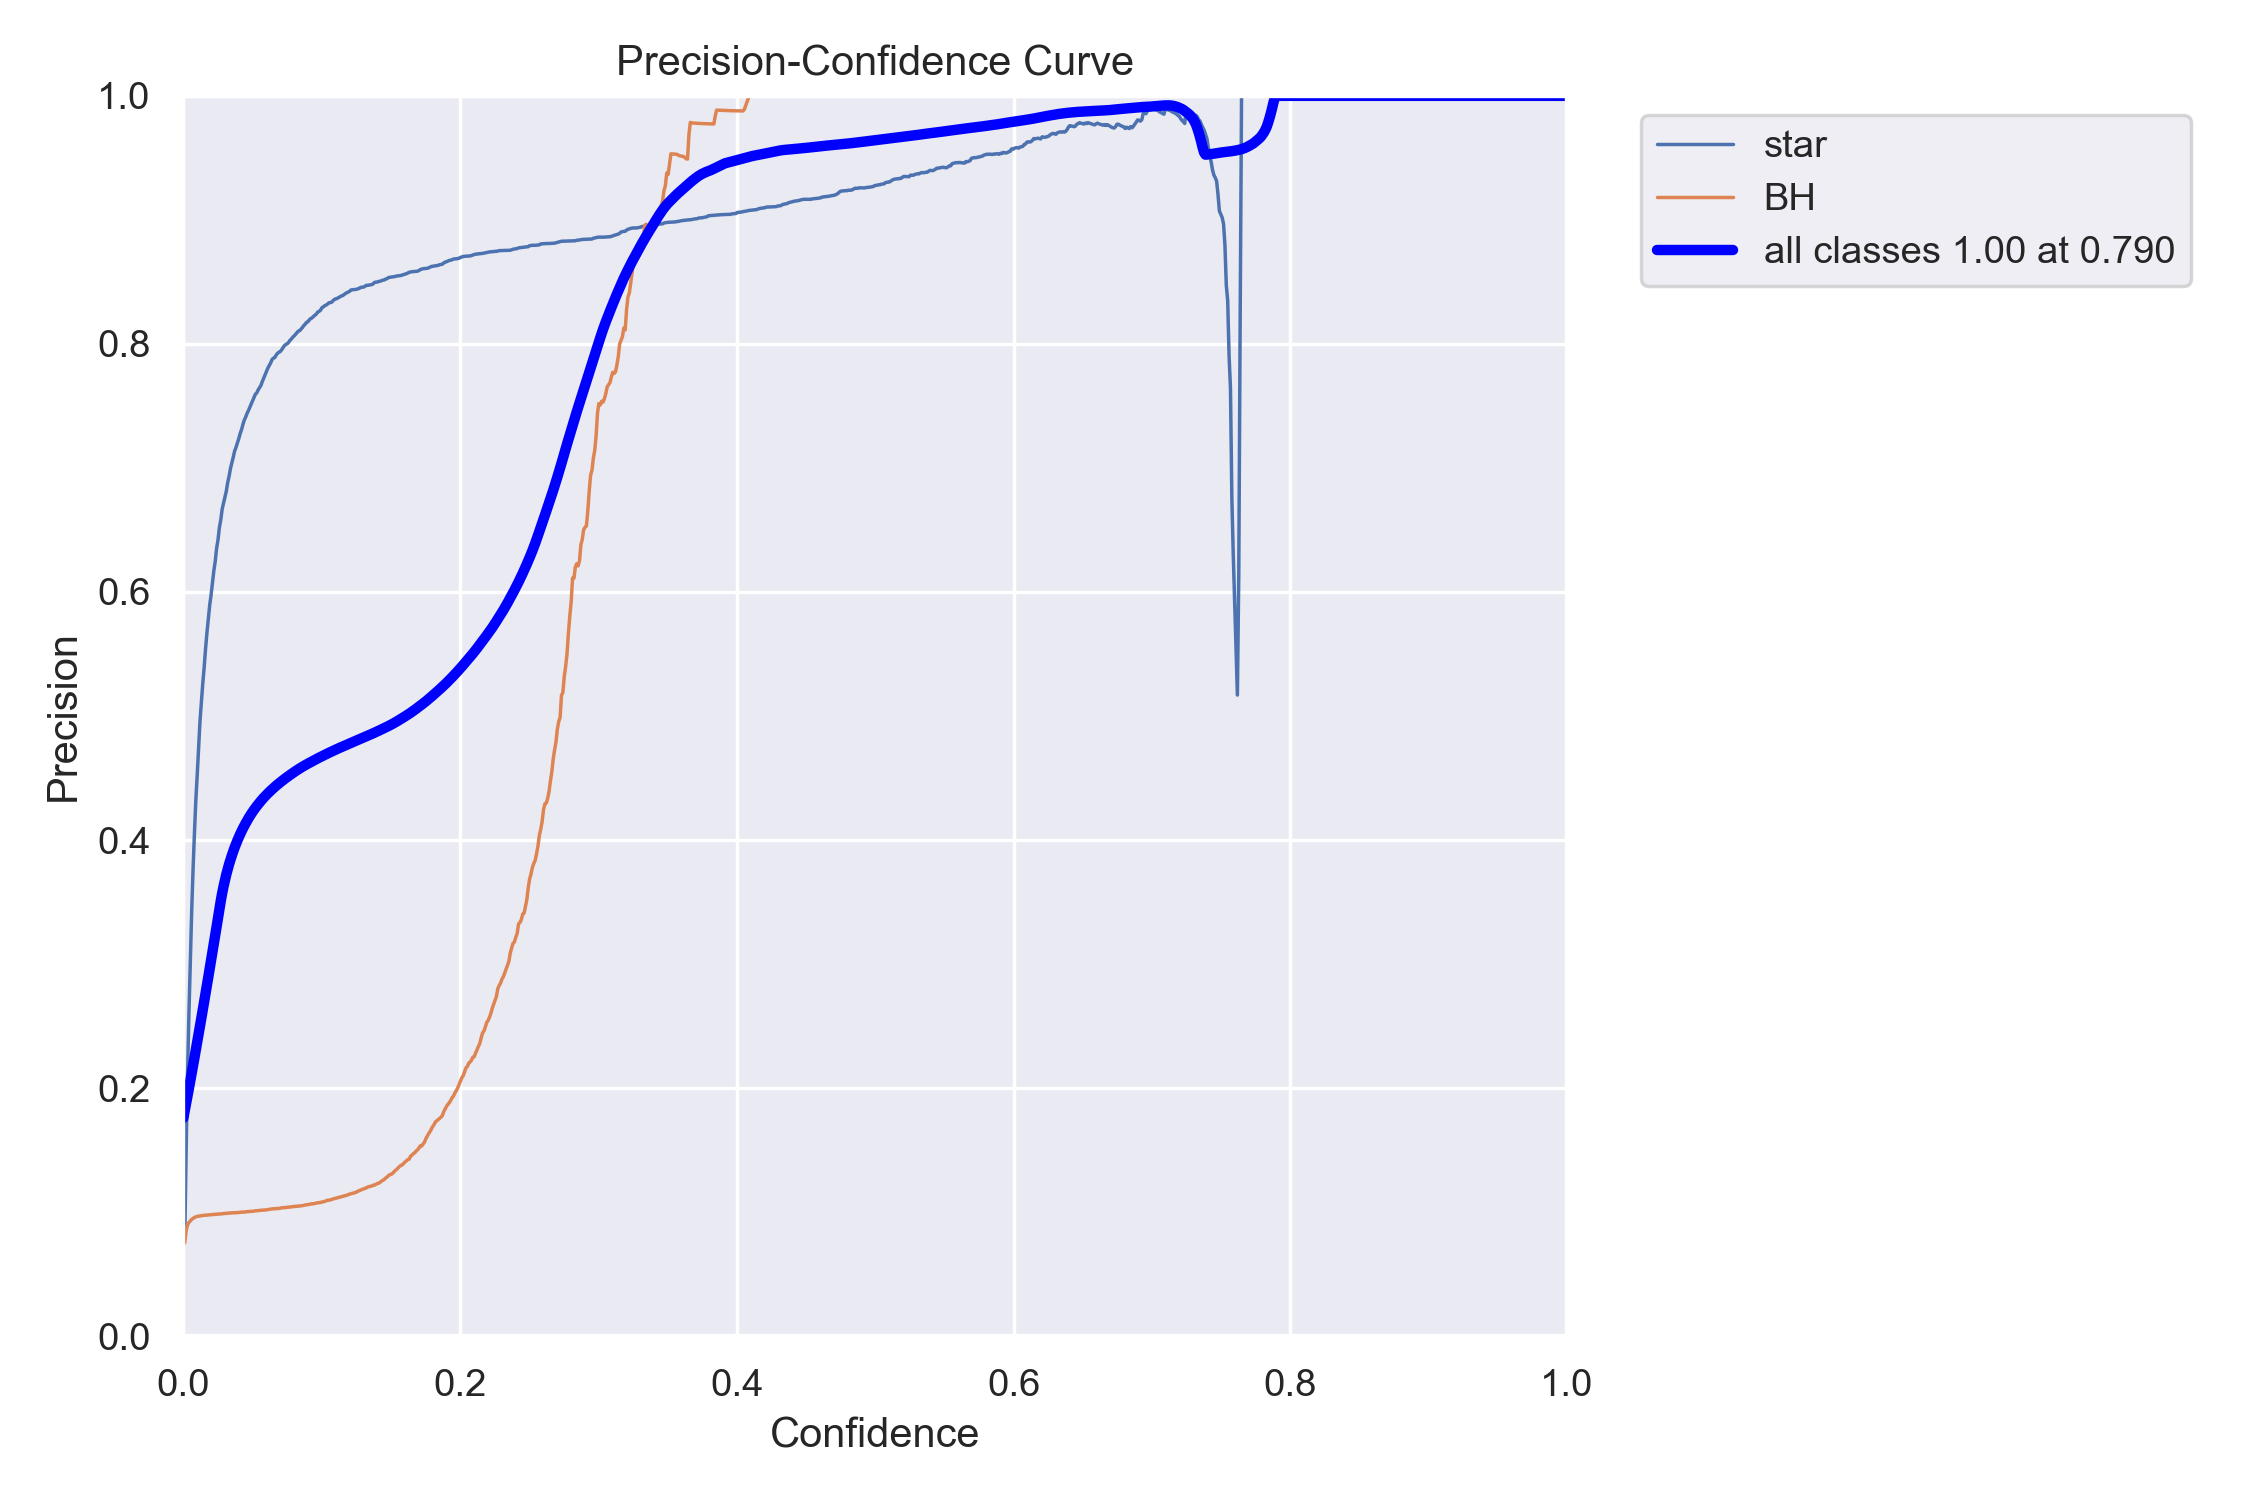 Precision-Confidence Curve
1.0
0.8
0.6
0.4
0.2
0.0
Precision
0.0 0.2 0.4 0.6 0.8 1.0
Confidence
star
BH
all classes 1.00 at 0.790